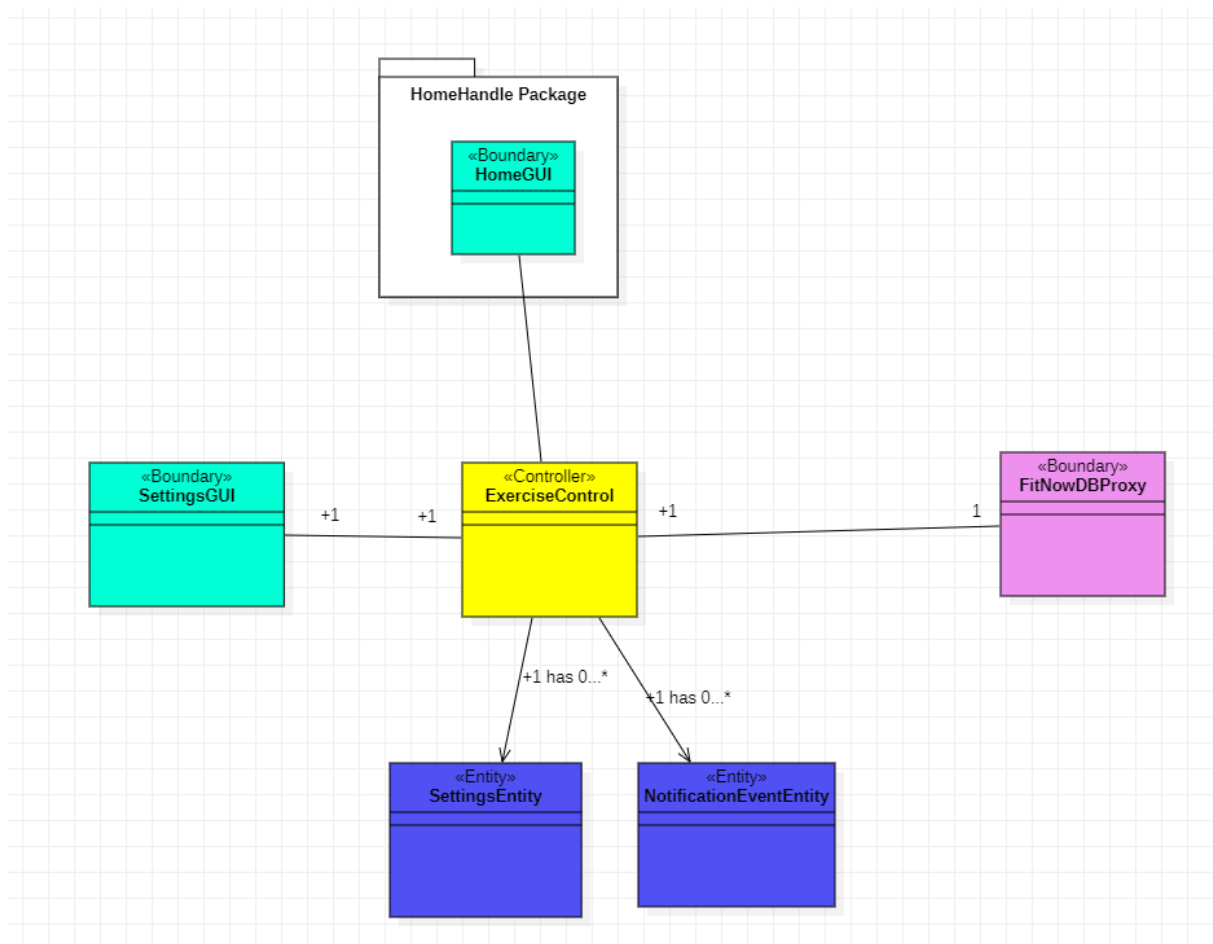 HomeHandle Package
«Boundary»
HomeGUI
«Boundary»
SettingsGUI
+1
+1
«Controller»
ExerciseControl
+1
1
«Boundary»
FitNowDBProxy
+1 has 0...*
+1 has 0...*
«Entity»
SettingsEntity
«Entity»
NotificationEventEntity